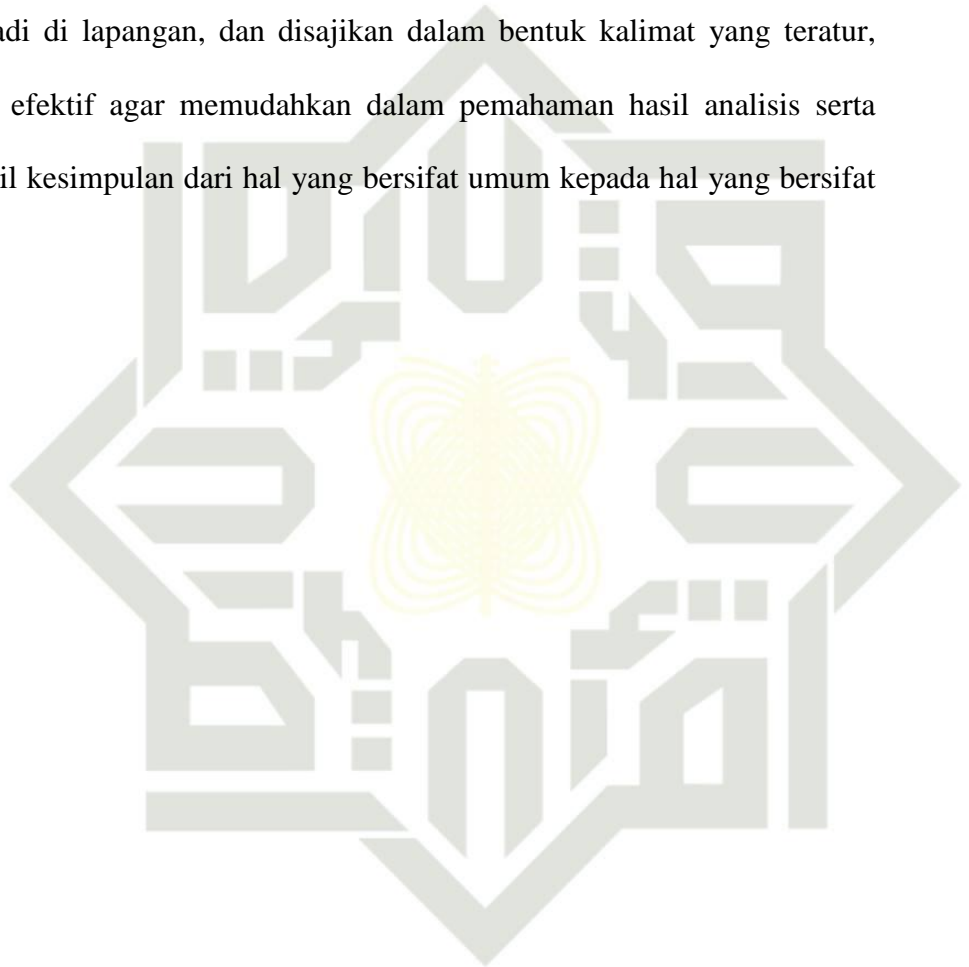 adi di lapangan, dan disajikan dalam bentuk kalimat yang teratur,
efektif agar memudahkan dalam pemahaman hasil analisis serta
il kesimpulan dari hal yang bersifat umum kepada hal yang bersifat